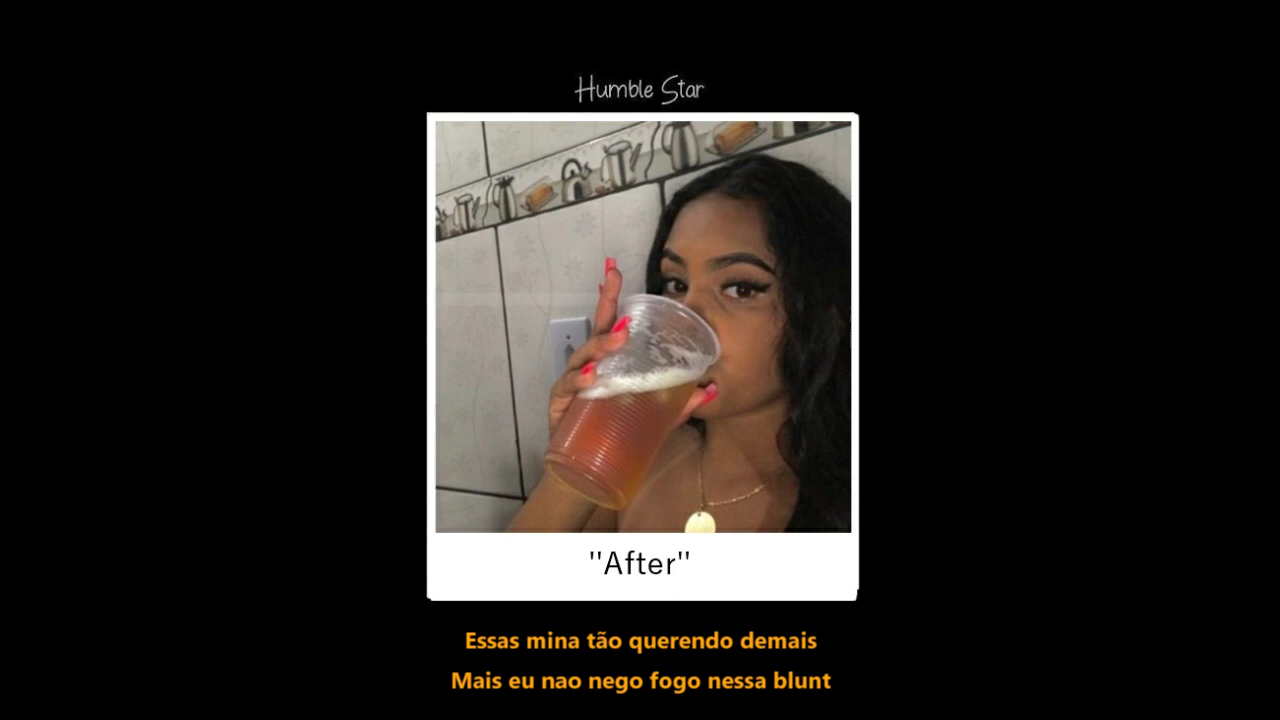 Humble Star
"After"
Essas mina tão querendo demais
Mais eu nao nego fogo nessa blunt